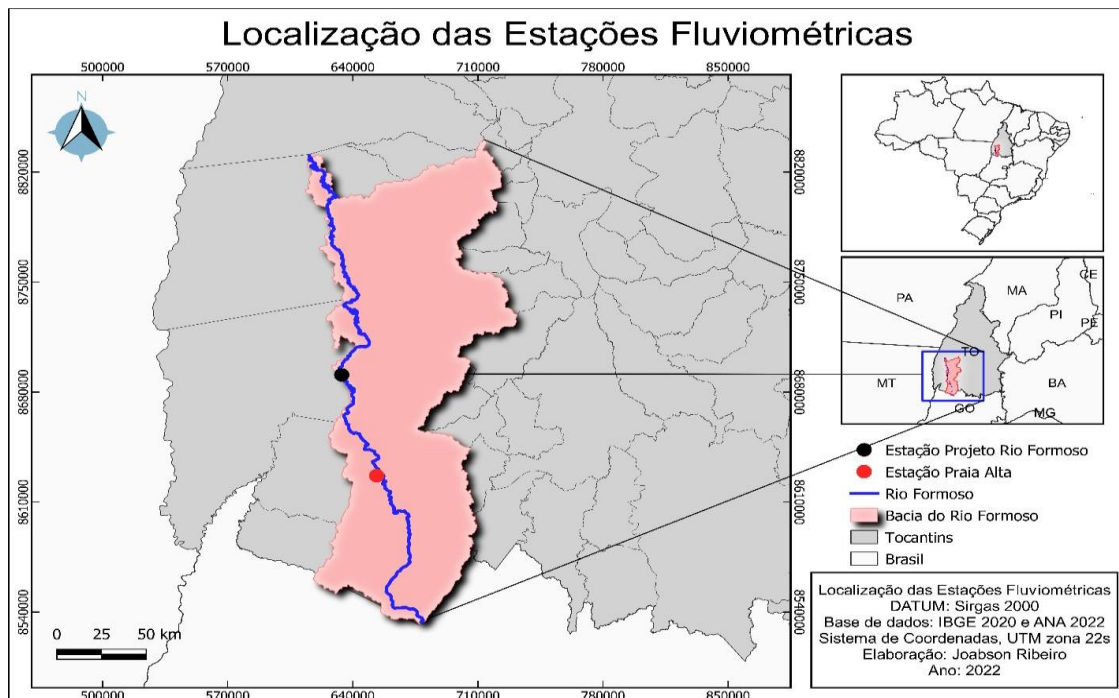 Localização das Estações Fluviométricas
500000 570000 640000 710000 780000 850000
N
8820000 8820000
8750000 8750000
8680000 8680000
8610000 8610000
8540000 8540000
0 25 50 km
500000 570000 640000 710000 780000 850000
PA MA CE
PI
PE
TO
MT BA
GO
MG
Estação Projeto Rio Formoso
Estação Praia Alta
Rio Formoso
Bacia do Rio Formoso
Tocantins
Brasil
Localização das Estações Fluviométricas
DATUM: Sirgas 2000
Base de dados: IBGE 2020 e ANA 2022
Sistema de Coordenadas, UTM zona 22s
Elaboração: Joabson Ribeiro
Ano: 2022